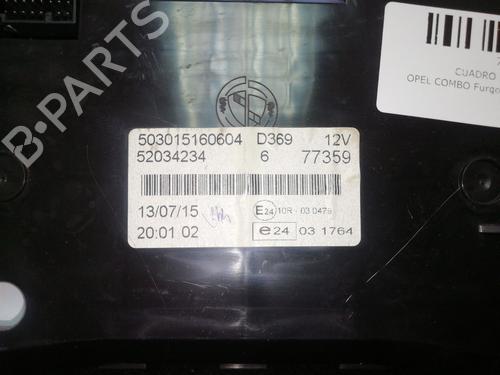 B-PARTS
CUADRO
OPEL COMBO Furgo
503015160604 D369 12V
52034234 6 77359
13/07/15 E24 10R - 03 0479
20:01 02 e24 03 1764